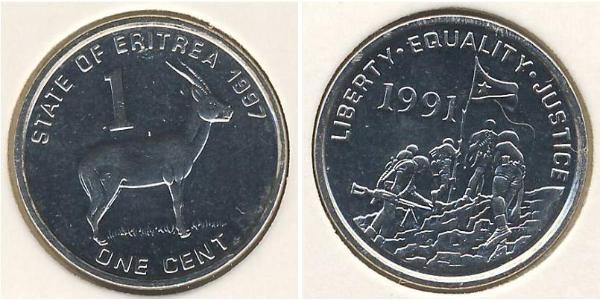 STATE OF ERITREA 1997
1
ONE CENT
LIBERTY · EQUALITY · JUSTICE
1991